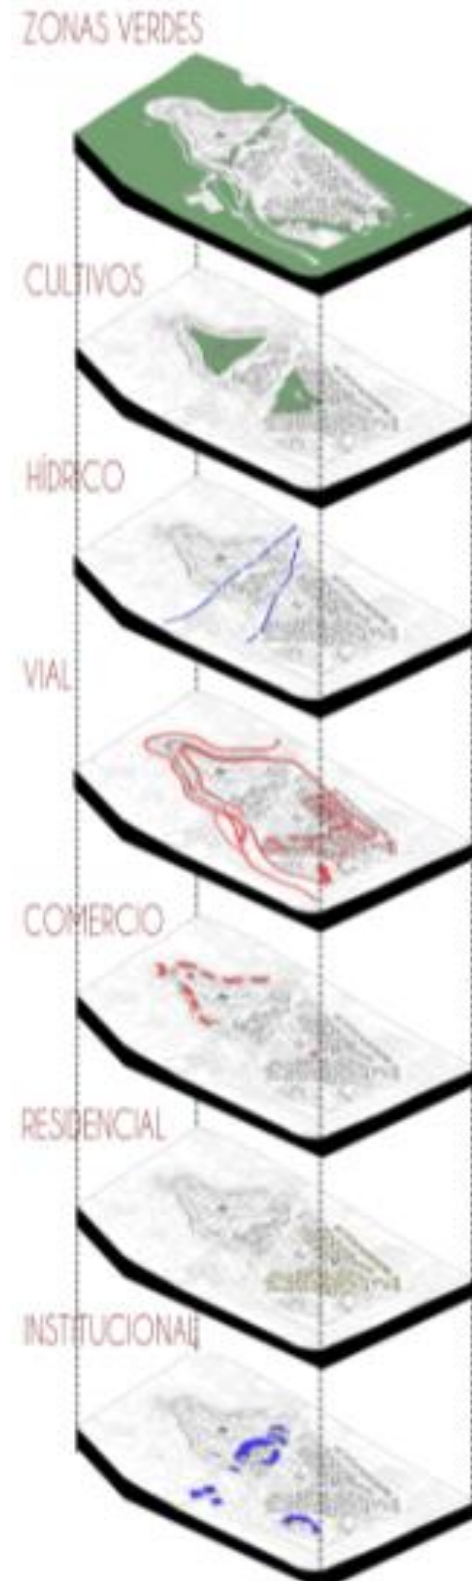 ZONAS VERDES
CULTIVOS
HÍDRICO
VIAL
COMERCIO
RESIDENCIAL
INSTITUCIONAL